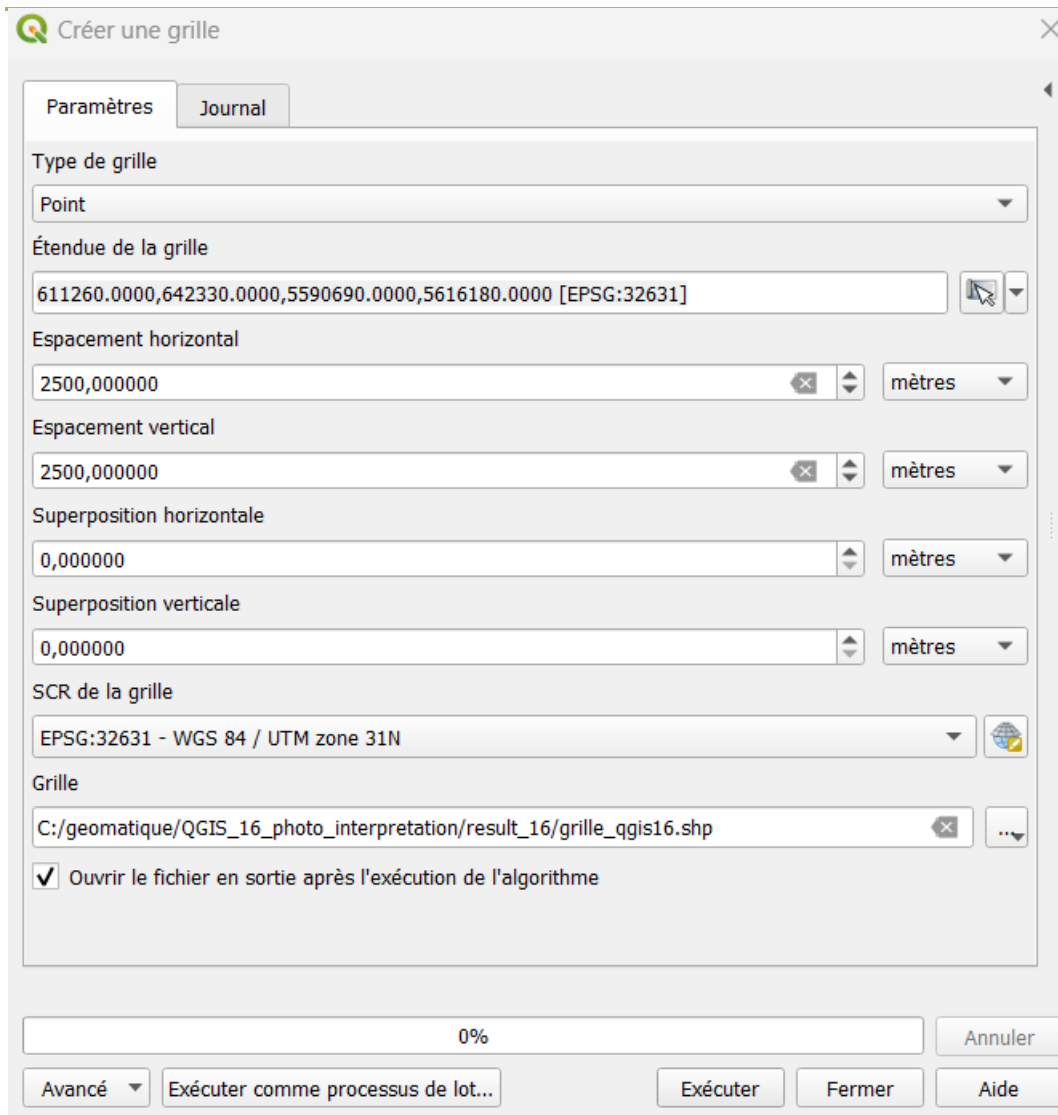 Créer une grille
Paramètres Journal
Type de grille
Point
Étendue de la grille
611260.0000,642330.0000,5590690.0000,5616180.0000 [EPSG:32631]
Espacement horizontal
2500,000000 mètres
Espacement vertical
2500,000000 mètres
Superposition horizontale
0,000000 mètres
Superposition verticale
0,000000 mètres
SCR de la grille
EPSG:32631 - WGS 84 / UTM zone 31N
Grille
C:/geomatique/QGIS_16_photo_interpretation/result_16/grille_qgis16.shp ...
Ouvrir le fichier en sortie après l'exécution de l'algorithme
0% Annuler
Avancé Exécuter comme processus de lot... Exécuter Fermer Aide